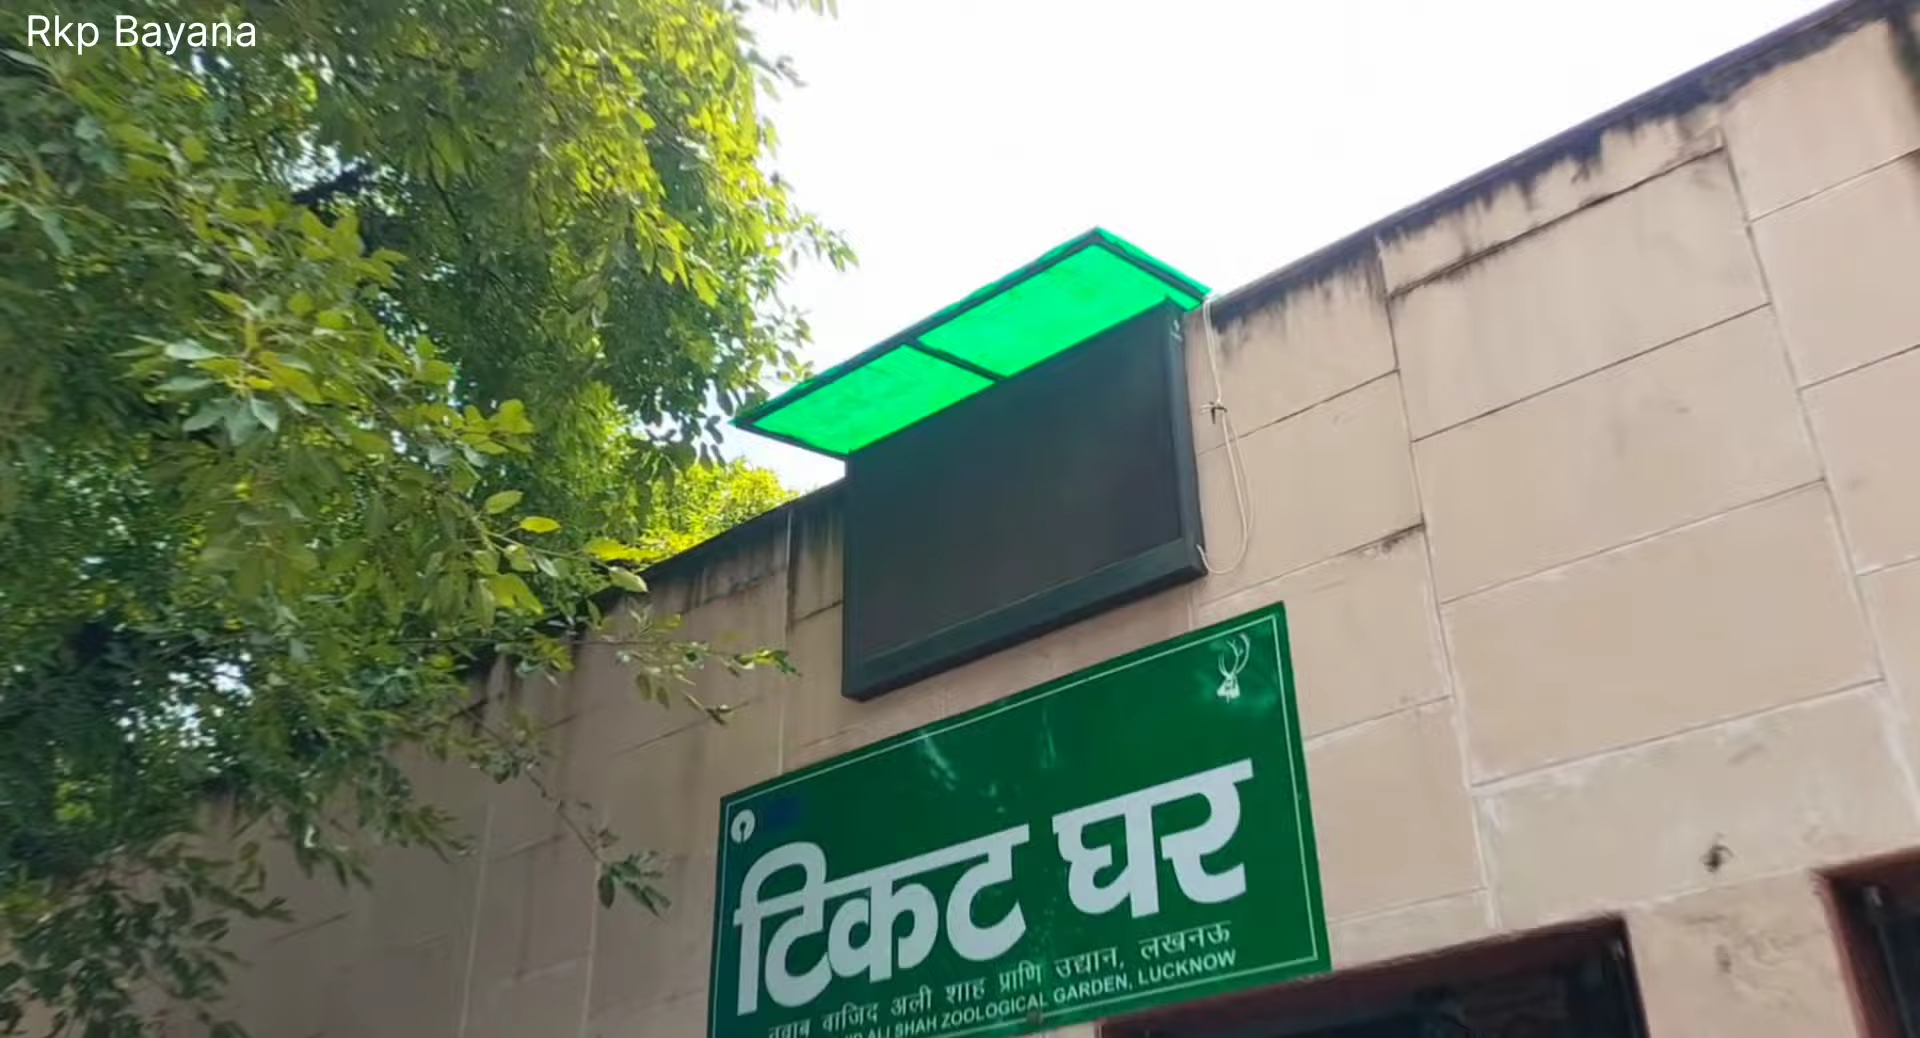 Rkp Bayana
टिकट घर
नवाब वाजिद अली शाह प्राणि उद्यान, लखनऊ
ALI SHAH ZOOLOGICAL GARDEN, LUCKNOW